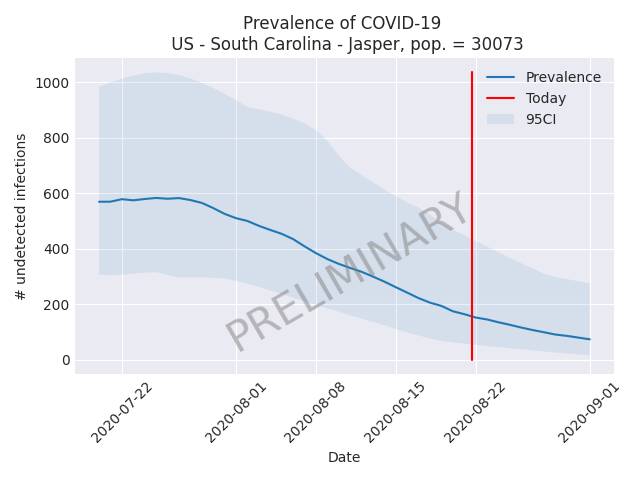 Prevalence of COVID-19
US - South Carolina - Jasper, pop. = 30073
# undetected infections
1000
800
600
400
200
0
Prevalence
Today
95CI
PRELIMINARY
2020-07-22
2020-08-01
2020-08-08
2020-08-15
2020-08-22
2020-09-01
Date